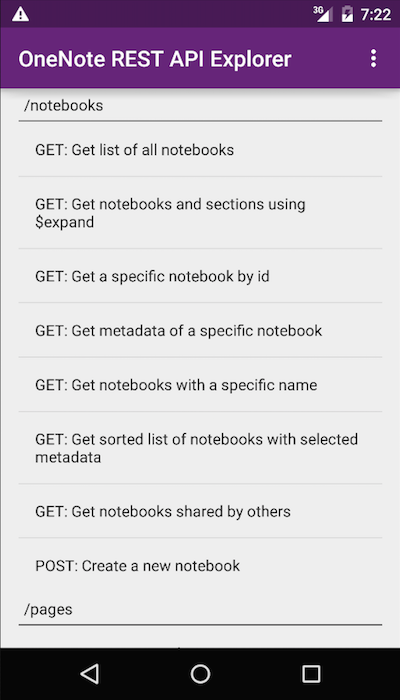 3G
7:22
OneNote REST API Explorer
/notebooks
GET: Get list of all notebooks
GET: Get notebooks and sections using
$expand
GET: Get a specific notebook by id
GET: Get metadata of a specific notebook
GET: Get notebooks with a specific name
GET: Get sorted list of notebooks with selected
metadata
GET: Get notebooks shared by others
POST: Create a new notebook
/pages